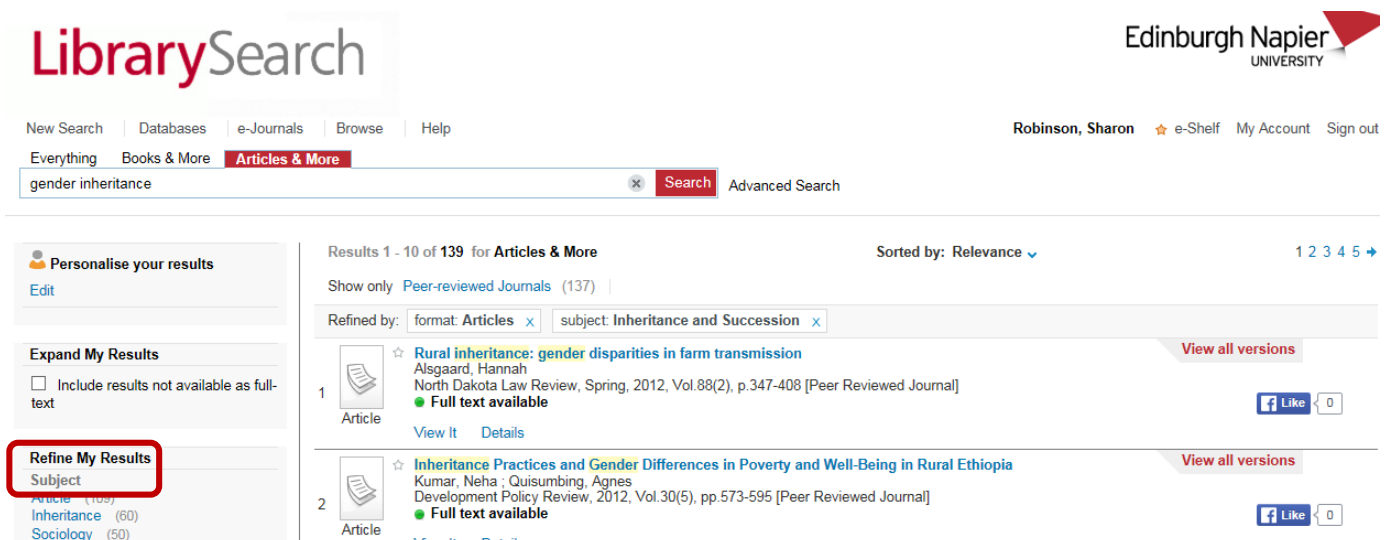 LibrarySearch
Edinburgh Napier
UNIVERSITY
New Search Databases e-Journals Browse Help
Robinson, Sharon e-Shelf My Account Sign out
Everything Books & More Articles & More
gender inheritance x Search Advanced Search
Personalise your results
Edit
Expand My Results
Include results not available as full-
text
Refine My Results
Subject
Article (109)
Inheritance (60)
Sociology (50)
Results 1 - 10 of 139 for Articles & More Sorted by: Relevance 1 2 3 4 5
Show only Peer-reviewed Journals (137)
Refined by: format: Articles x subject: Inheritance and Succession x
1
Article
Rural inheritance: gender disparities in farm transmission
Alsgaard, Hannah
North Dakota Law Review, Spring, 2012, Vol.88(2), p.347-408 [Peer Reviewed Journal]
Full text available
View It Details
View all versions
Like 0
2
Article
Inheritance Practices and Gender Differences in Poverty and Well-Being in Rural Ethiopia
Kumar, Neha ; Quisumbing, Agnes
Development Policy Review, 2012, Vol.30(5), pp.573-595 [Peer Reviewed Journal]
Full text available
View all versions
Like 0